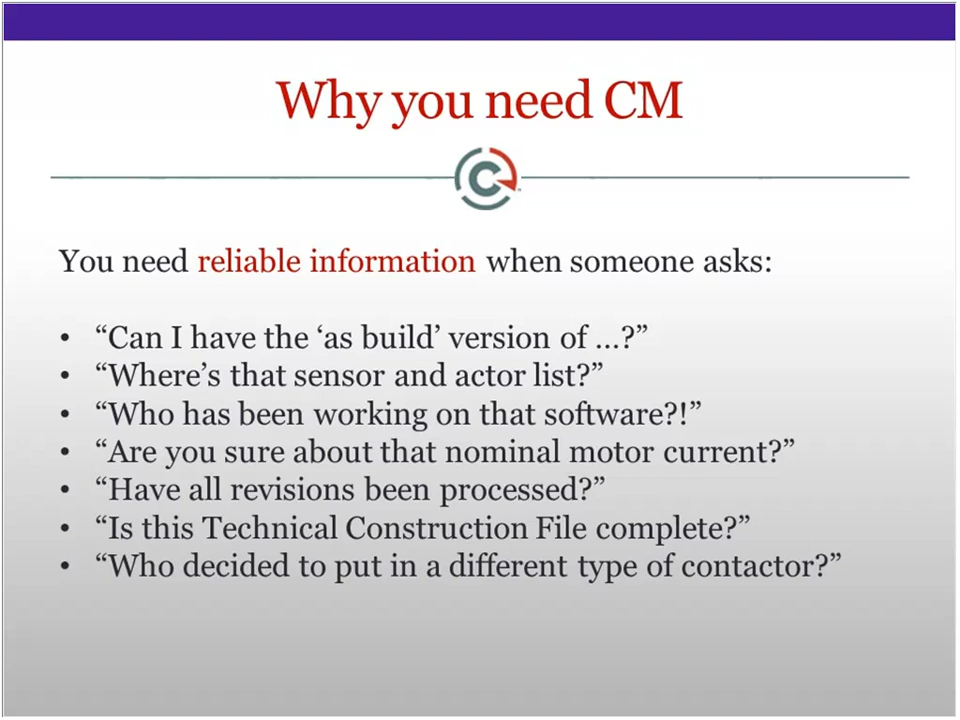 Why you need CM
You need reliable information when someone asks:
• “Can I have the ‘as build’ version of …?”
• “Where’s that sensor and actor list?”
• “Who has been working on that software?!”
• “Are you sure about that nominal motor current?”
• “Have all revisions been processed?”
• “Is this Technical Construction File complete?”
• “Who decided to put in a different type of contactor?”